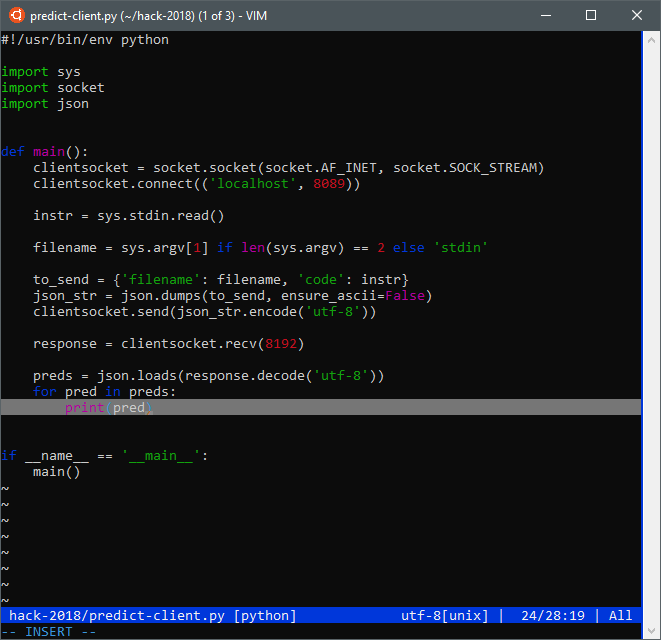 predict-client.py (~/hack-2018) (1 of 3) - VIM
#!/usr/bin/env python

import sys
import socket
import json


def main():
    clientsocket = socket.socket(socket.AF_INET, socket.SOCK_STREAM)
    clientsocket.connect(('localhost', 8089))

    instr = sys.stdin.read()

    filename = sys.argv[1] if len(sys.argv) == 2 else 'stdin'

    to_send = {'filename': filename, 'code': instr}
    json_str = json.dumps(to_send, ensure_ascii=False)
    clientsocket.send(json_str.encode('utf-8'))

    response = clientsocket.recv(8192)

    preds = json.loads(response.decode('utf-8'))
    for pred in preds:
        print(pred)


if __name__ == '__main__':
    main()
~
~
~
~
~
~
~
~
hack-2018/predict-client.py [python] utf-8[unix] | 24/28:19 | All
-- INSERT --